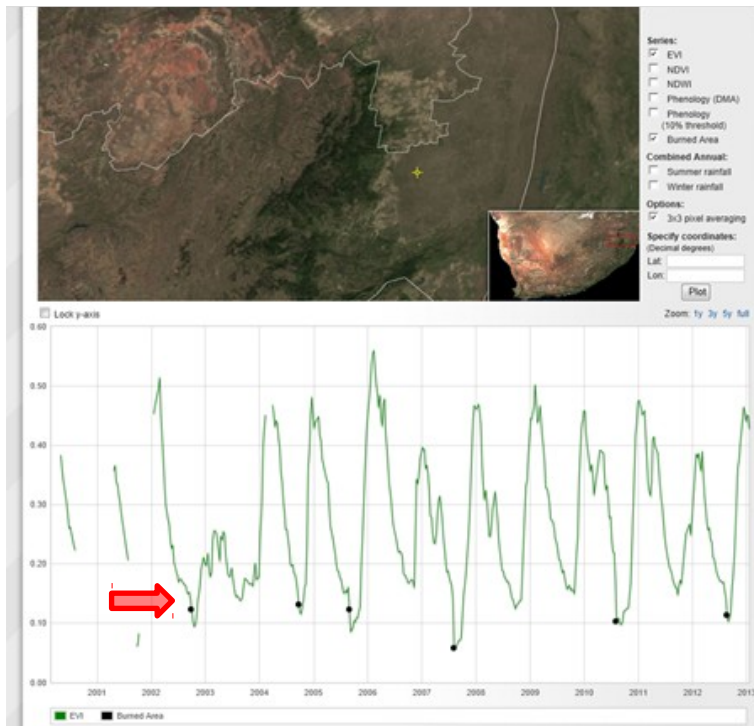 Series:
EVI
NDVI
NDWI
Phenology (DMA)
Phenology
(10% threshold)
Burned Area
Combined Annual:
Summer rainfall
Winter rainfall
Options:
3x3 pixel averaging
Specify coordinates:
(Decimal degrees)
Lat:
Lon:
Plot
Lock y-axis
Zoom: 1y 3y 5y full
0.60
0.50
0.40
0.30
0.20
0.10
0.00
2001 2002 2003 2004 2005 2006 2007 2008 2009 2010 2011 2012 2013
EVI Burned Area